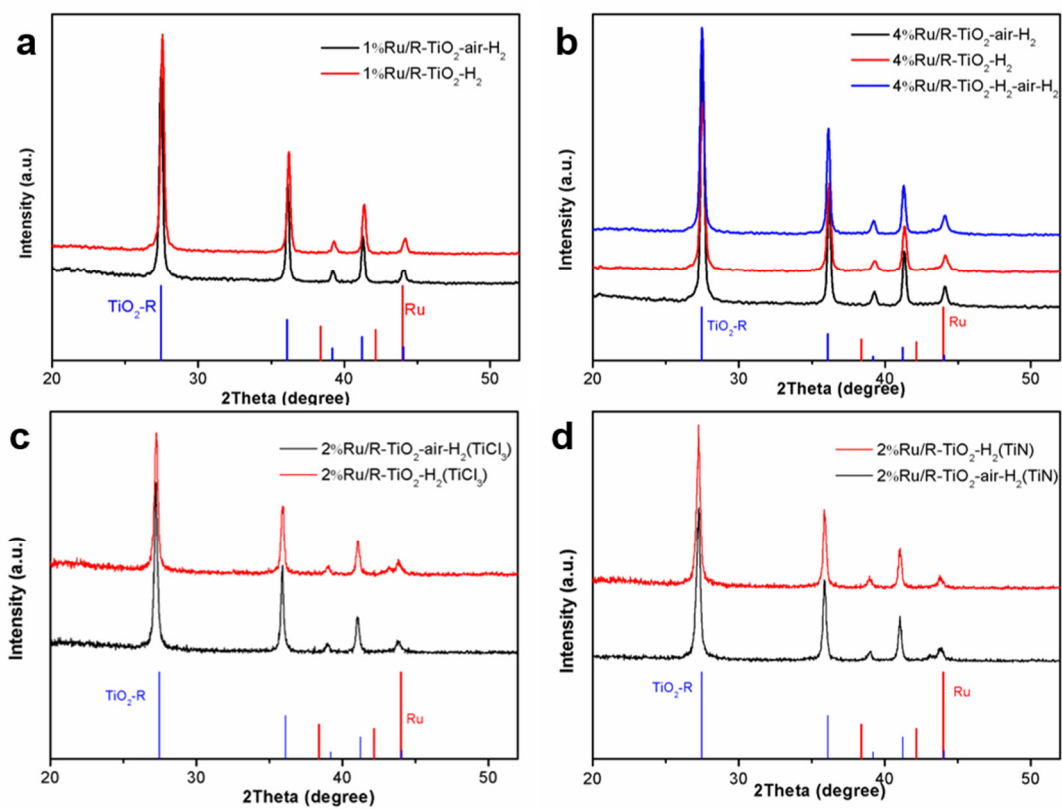 a
1%Ru/R-TiO₂-air-H₂
1%Ru/R-TiO₂-H₂
Intensity (a.u.)
TiO₂-R
Ru
20 30 40 50
2Theta (degree)
b
4%Ru/R-TiO₂-air-H₂
4%Ru/R-TiO₂-H₂
4%Ru/R-TiO₂-H₂-air-H₂
Intensity (a.u.)
TiO₂-R
Ru
20 30 40 50
2Theta (degree)
c
2%Ru/R-TiO₂-air-H₂(TiCl₃)
2%Ru/R-TiO₂-H₂(TiCl₃)
Intensity (a.u.)
TiO₂-R
Ru
20 30 40 50
2Theta (degree)
d
2%Ru/R-TiO₂-H₂(TiN)
2%Ru/R-TiO₂-air-H₂(TiN)
Intensity (a.u.)
TiO₂-R
Ru
20 30 40 50
2Theta (degree)